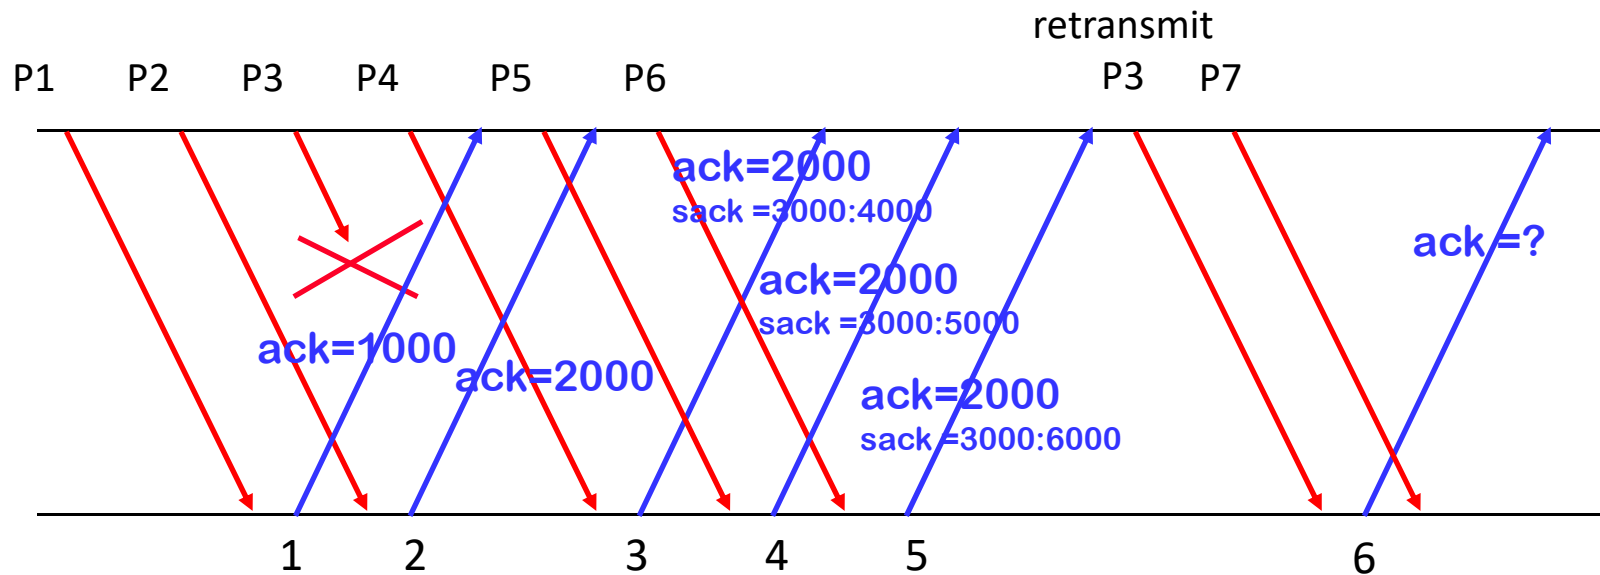 retransmit
P1 P2 P3 P4 P5 P6 P3 P7
ack=2000
sack =3000:4000
ack =?
ack=2000
sack =3000:5000
ack=1000
ack=2000
ack=2000
sack =3000:6000
1 2 3 4 5 6